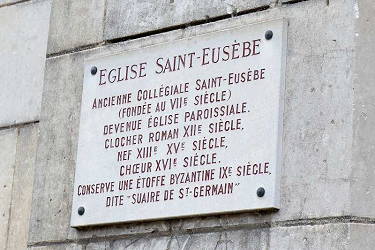 EGLISE SAINT-EUSÈBE
ANCIENNE COLLÉGIALE SAINT-EUSÈBE
(FONDÉE AU VIIᴱ SIÈCLE)
DEVENUE ÉGLISE PAROISSIALE.
CLOCHER ROMAN XIIᴱ SIÈCLE,
NEF XIIIᴱ XVᴱ SIÈCLE,
CHŒUR XVIᴱ SIÈCLE.
CONSERVE UNE ÉTOFFE BYZANTINE IXᴱ SIÈCLE,
DITE "SUAIRE DE Sᵀ-GERMAIN"